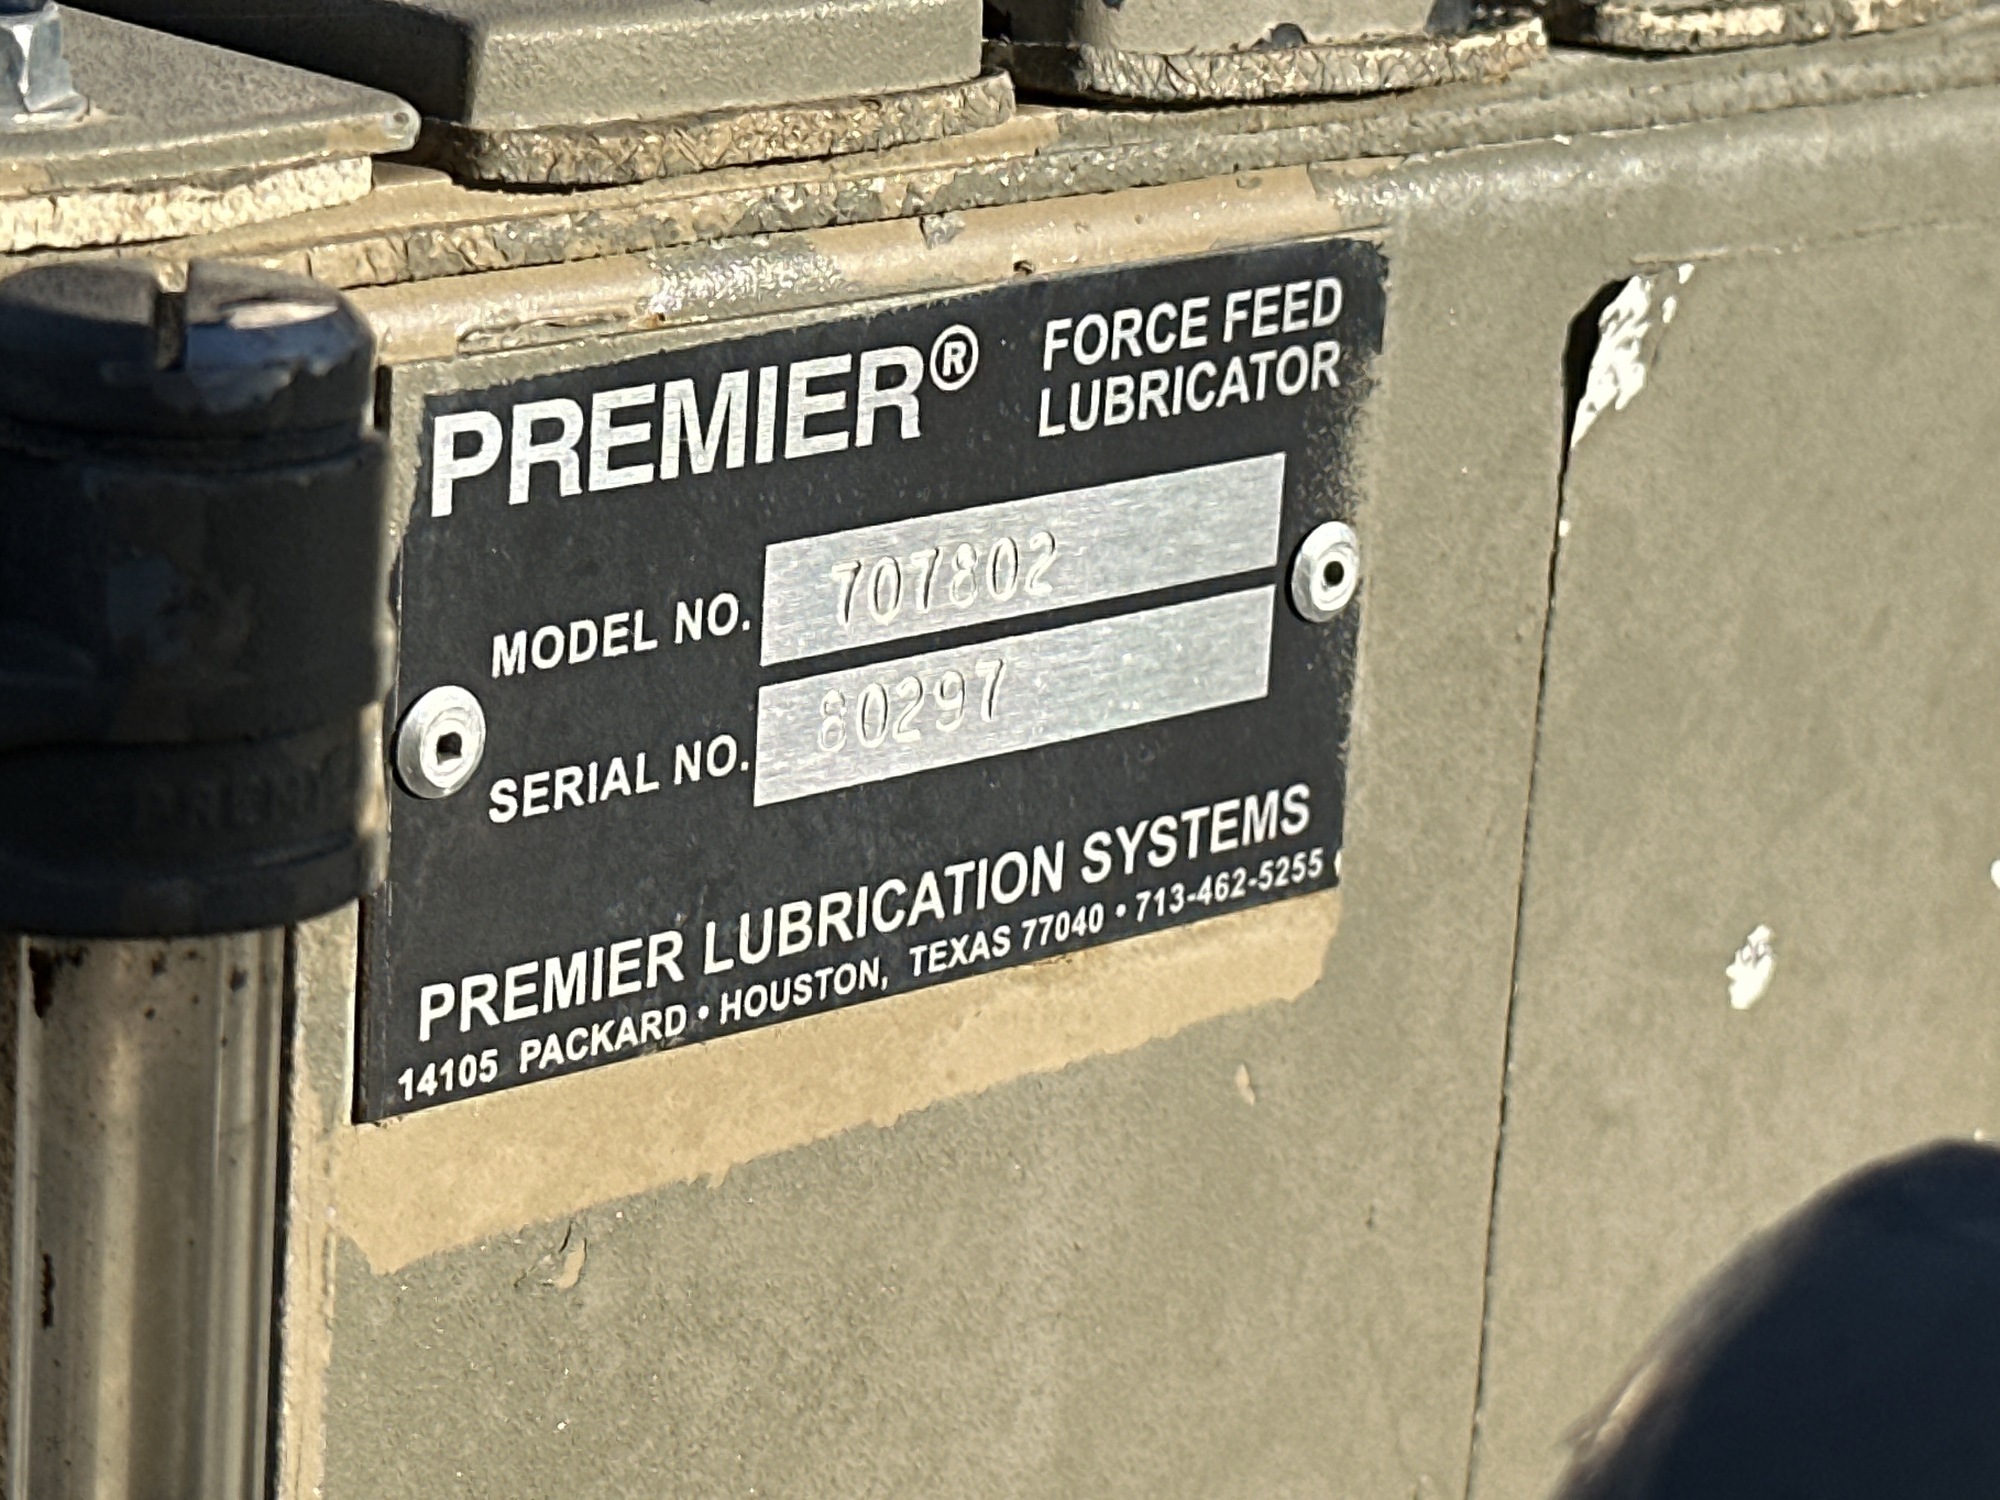 PREMIER®
FORCE FEED
LUBRICATOR
MODEL NO. 707802
SERIAL NO. 80297
PREMIER LUBRICATION SYSTEMS
14105 PACKARD • HOUSTON, TEXAS 77040 • 713-462-5255